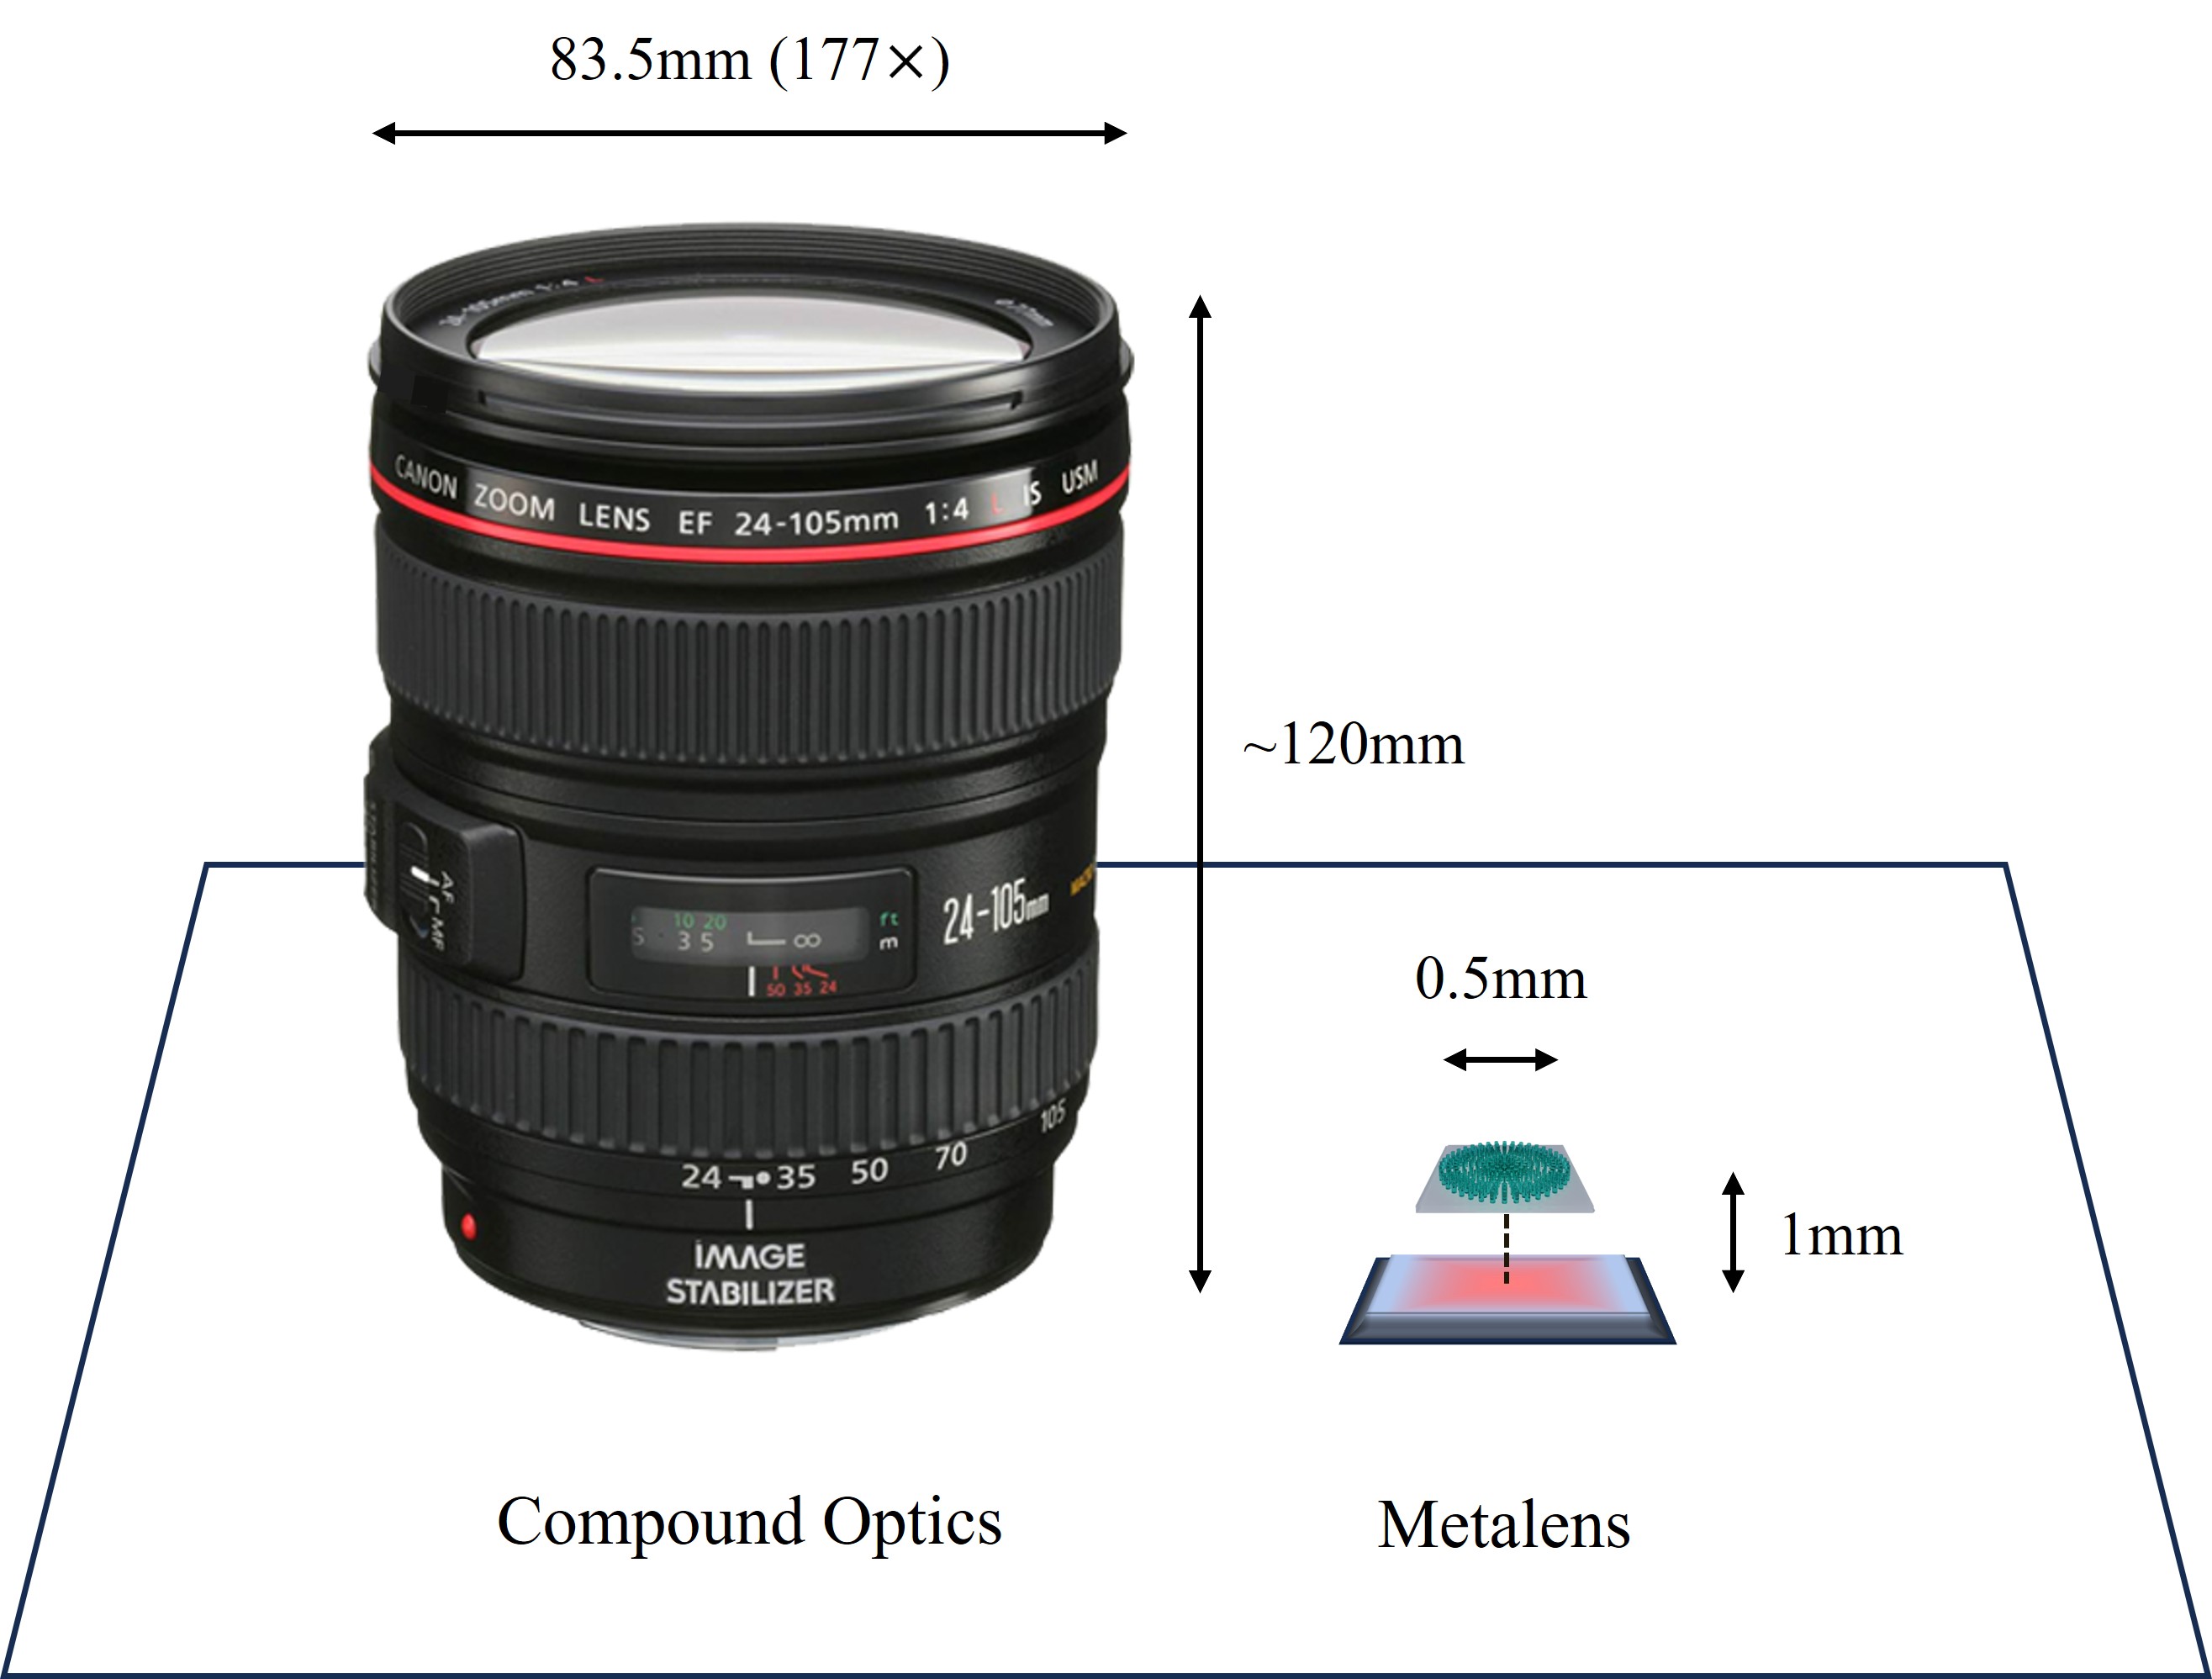 83.5mm (177×)
CANON ZOOM LENS EF 24-105mm 1:4 L IS USM
~120mm
AF
MF
10 20 ft
5 3 5 ∞ m
50 35 24
24-105mm
0.5mm
105
24 35 50 70
1mm
IMAGE
STABILIZER
Compound Optics
Metalens